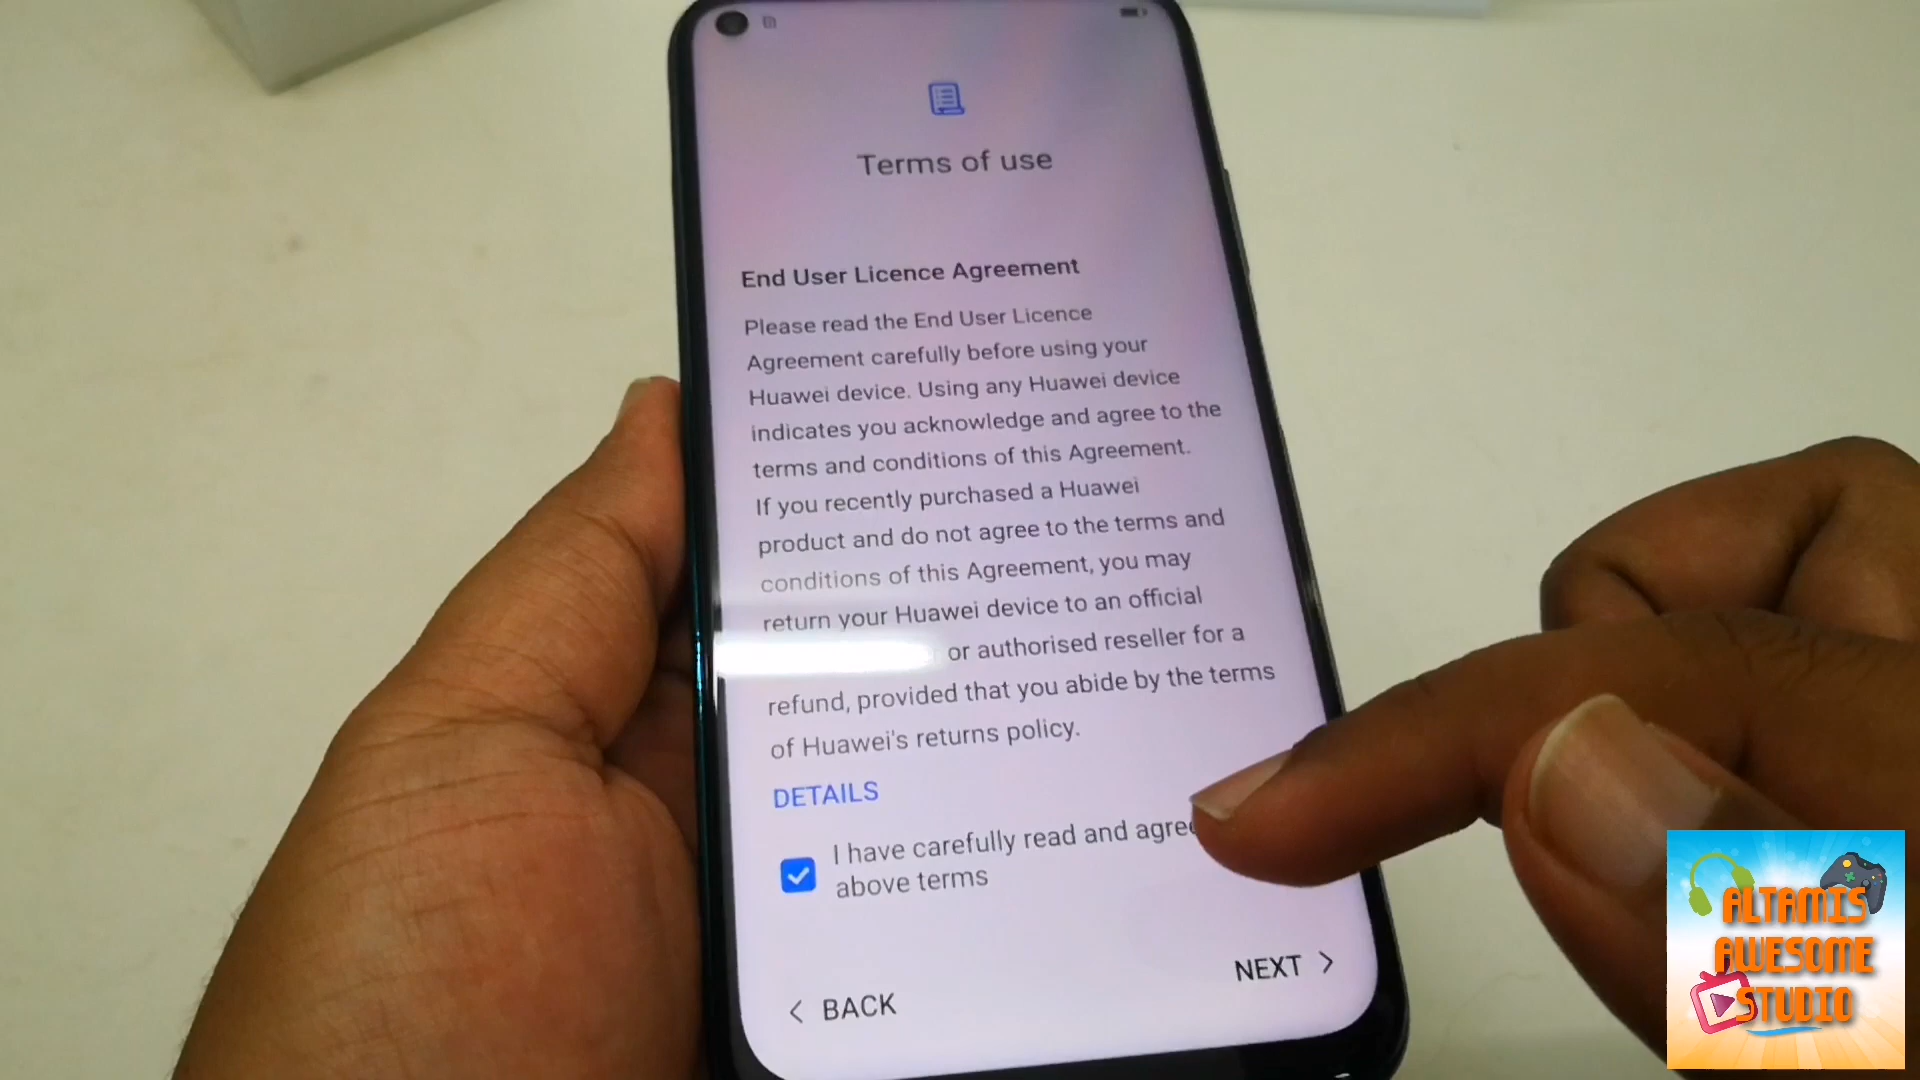 Terms of use
End User Licence Agreement
Please read the End User Licence
Agreement carefully before using your
Huawei device. Using any Huawei device
indicates you acknowledge and agree to the
terms and conditions of this Agreement.
If you recently purchased a Huawei
product and do not agree to the terms and
conditions of this Agreement, you may
return your Huawei device to an official
or authorised reseller for a
refund, provided that you abide by the terms
of Huawei's returns policy.
DETAILS
I have carefully read and agree
above terms
NEXT
BACK
ALTAMIS
AWESOME
STUDIO